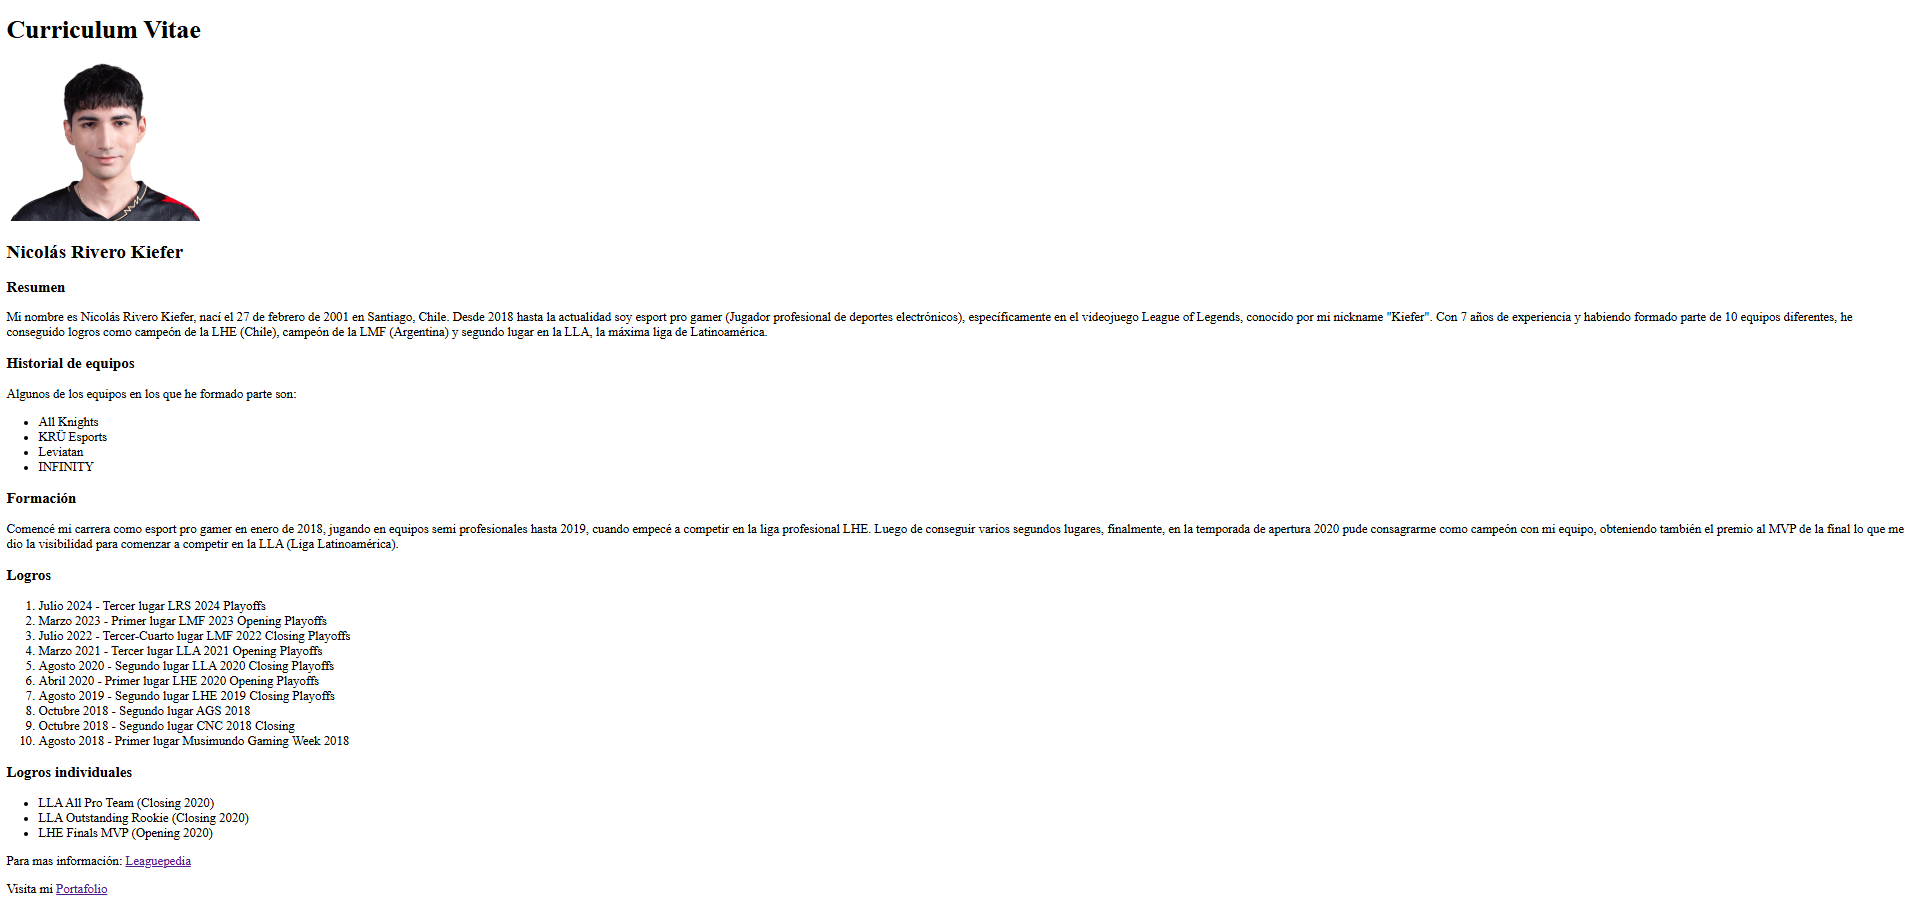 Curriculum Vitae
Nicolás Rivero Kiefer
Resumen
Mi nombre es Nicolás Rivero Kiefer, nací el 27 de febrero de 2001 en Santiago, Chile. Desde 2018 hasta la actualidad soy esport pro gamer (Jugador profesional de deportes electrónicos), específicamente en el videojuego League of Legends, conocido por mi nickname "Kiefer". Con 7 años de experiencia y habiendo formado parte de 10 equipos diferentes, he
conseguido logros como campeón de la LHE (Chile), campeón de la LMF (Argentina) y segundo lugar en la LLA, la máxima liga de Latinoamérica.
Historial de equipos
Algunos de los equipos en los que he formado parte son:
• All Knights
• KRÜ Esports
• Leviatan
• INFINITY
Formación
Comencé mi carrera como esport pro gamer en enero de 2018, jugando en equipos semi profesionales hasta 2019, cuando empecé a competir en la liga profesional LHE. Luego de conseguir varios segundos lugares, finalmente, en la temporada de apertura 2020 pude consagrarme como campeón con mi equipo, obteniendo también el premio al MVP de la final lo que me
dio la visibilidad para comenzar a competir en la LLA (Liga Latinoamérica).
Logros
1. Julio 2024 - Tercer lugar LRS 2024 Playoffs
2. Marzo 2023 - Primer lugar LMF 2023 Opening Playoffs
3. Julio 2022 - Tercer-Cuarto lugar LMF 2022 Closing Playoffs
4. Marzo 2021 - Tercer lugar LLA 2021 Opening Playoffs
5. Agosto 2020 - Segundo lugar LLA 2020 Closing Playoffs
6. Abril 2020 - Primer lugar LHE 2020 Opening Playoffs
7. Agosto 2019 - Segundo lugar LHE 2019 Closing Playoffs
8. Octubre 2018 - Segundo lugar AGS 2018
9. Octubre 2018 - Segundo lugar CNC 2018 Closing
10. Agosto 2018 - Primer lugar Musimundo Gaming Week 2018
Logros individuales
• LLA All Pro Team (Closing 2020)
• LLA Outstanding Rookie (Closing 2020)
• LHE Finals MVP (Opening 2020)
Para mas información: Leaguepedia
Visita mi Portafolio